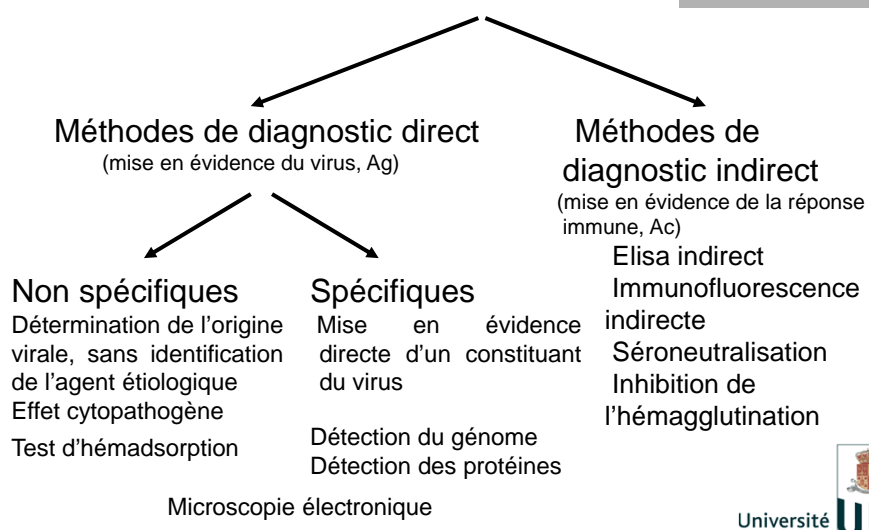 Méthodes de diagnostic direct
(mise en évidence du virus, Ag)
Non spécifiques
Détermination de l'origine
virale, sans identification
de l'agent étiologique
Effet cytopathogène
Test d'hémadsorption
Spécifiques
Mise en évidence
directe d'un constituant
du virus
Détection du génome
Détection des protéines
Microscopie électronique
Méthodes de
diagnostic indirect
(mise en évidence de la réponse
immune, Ac)
Elisa indirect
Immunofluorescence
indirecte
Séroneutralisation
Inhibition de
l'hémagglutination
Université